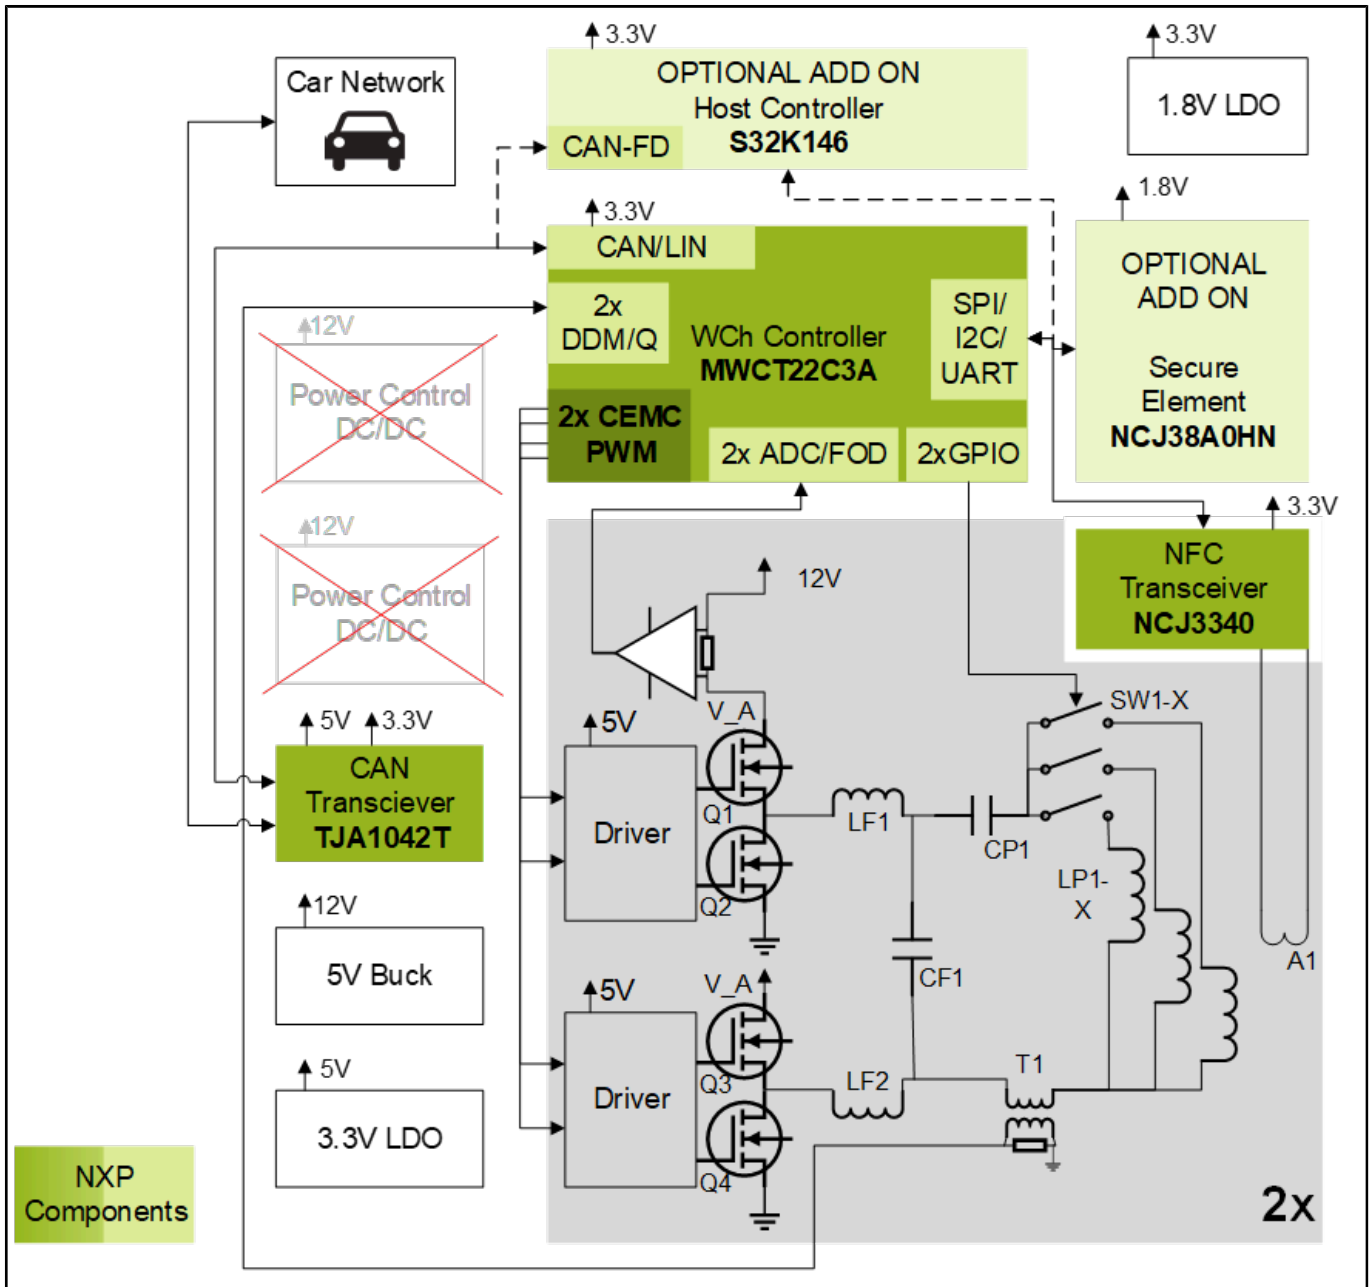 3.3V
OPTIONAL ADD ON
Host Controller
S32K146
CAN-FD
Car Network
3.3V
1.8V LDO
3.3V
CAN/LIN
2x
DDM/Q
WCh Controller
MWCT22C3A
SPI/
I2C/
UART
2x CEMC
PWM
2x ADC/FOD
2xGPIO
1.8V
OPTIONAL
ADD ON
Secure
Element
NCJ38A0HN
12V
Power Control
DC/DC
12V
Power Control
DC/DC
3.3V
NFC
Transceiver
NCJ3340
12V
SW1-X
V_A
5V
Driver
Q1
Q2
LF1
CP1
LP1-
X
CF1
A1
5V
3.3V
CAN
Transciever
TJA1042T
12V
5V Buck
5V
3.3V LDO
V_A
5V
Driver
Q3
Q4
LF2
T1
2x
NXP
Components